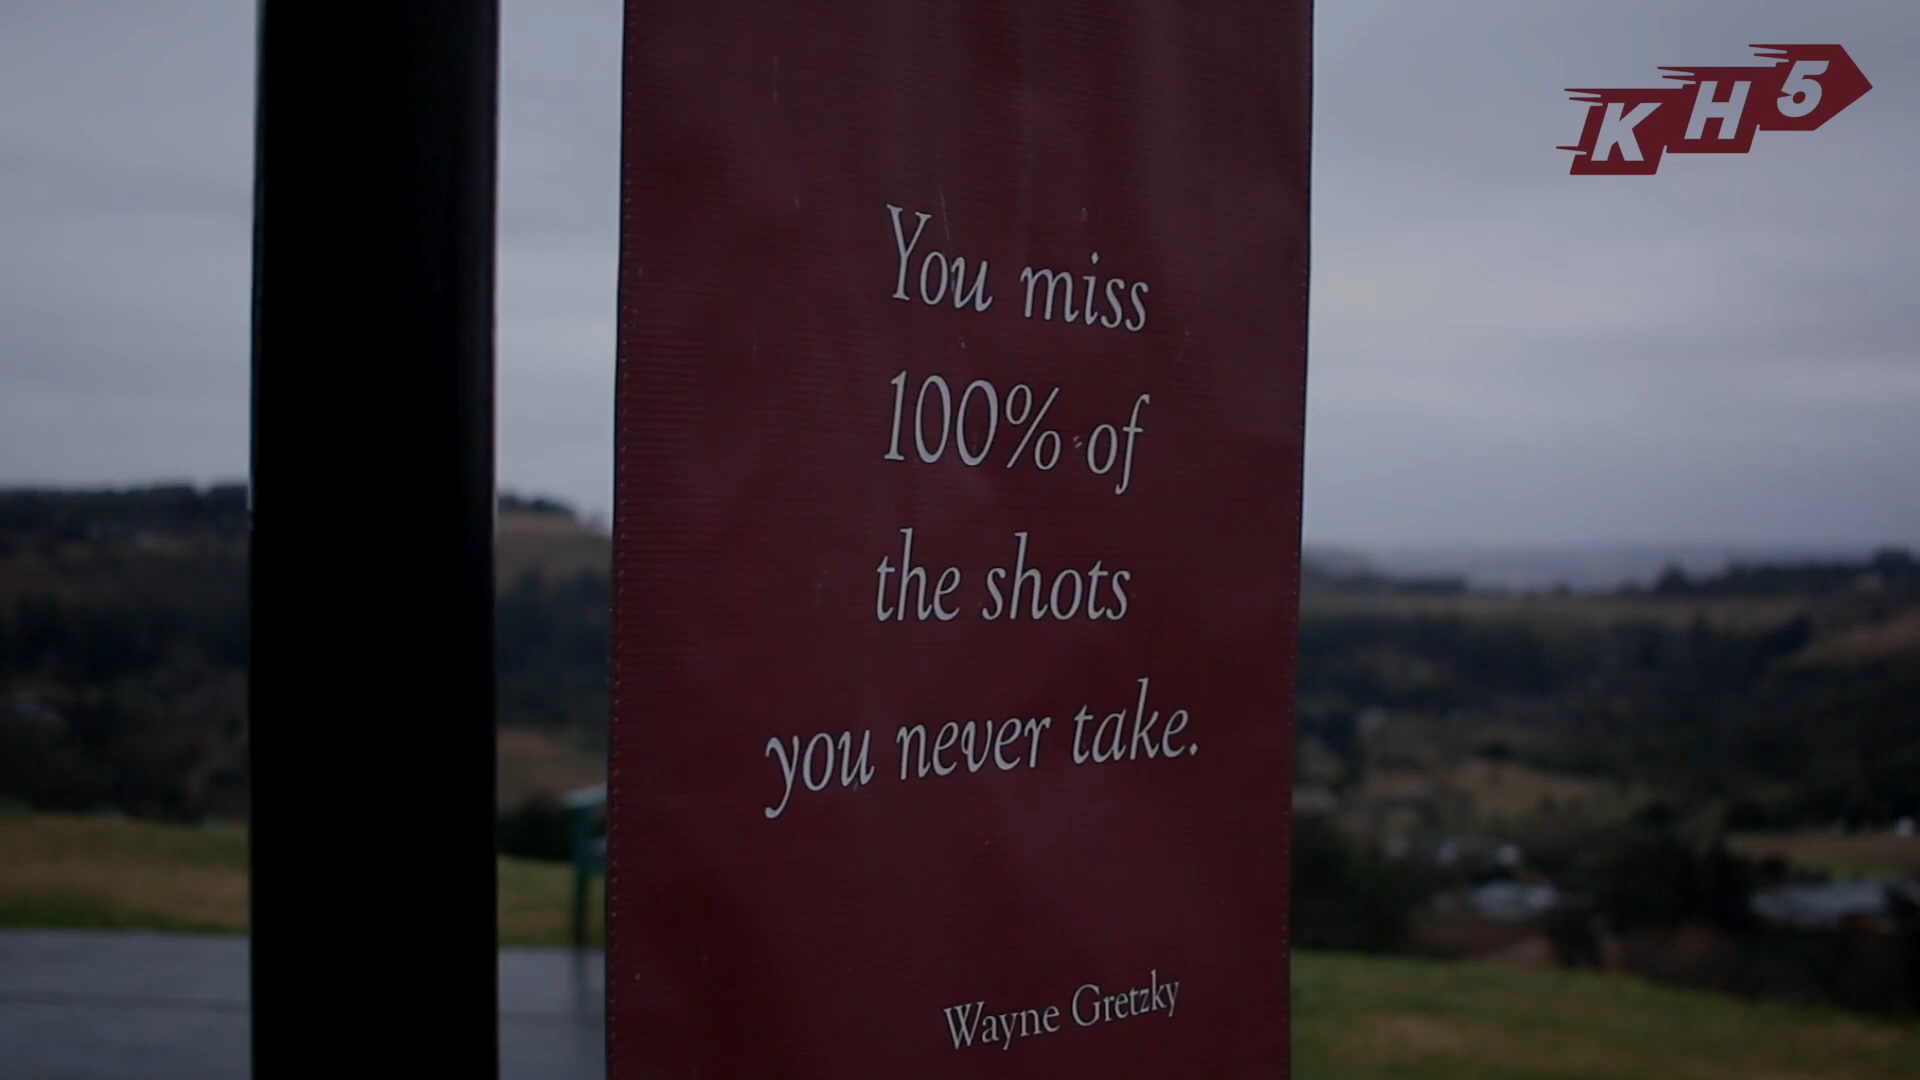 KH5
You miss
100% of
the shots
you never take.
Wayne Gretzky